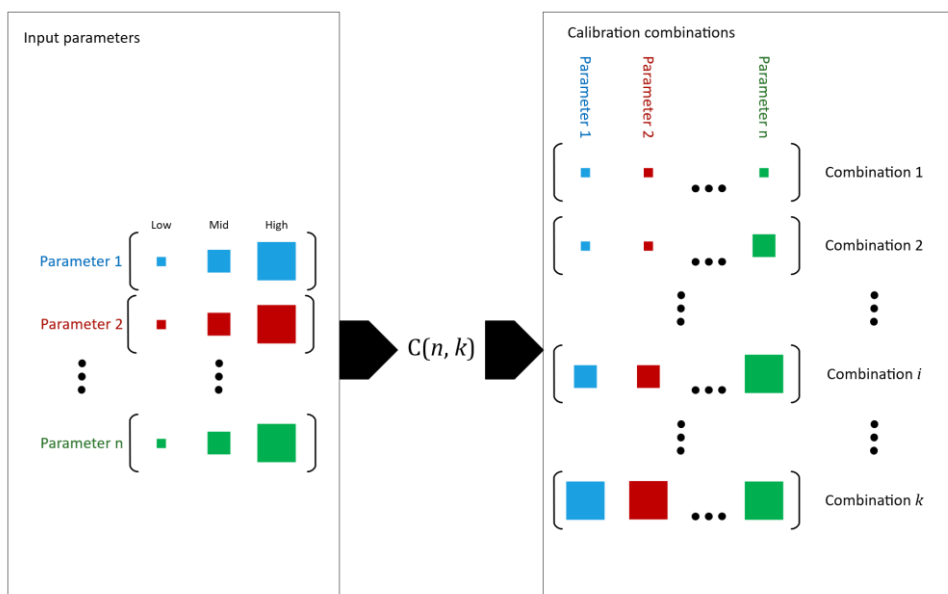 Input parameters
Low Mid High
Parameter 1
Parameter 2
Parameter n
C(n, k)
Calibration combinations
Parameter 1
Parameter 2
Parameter n
Combination 1
Combination 2
Combination i
Combination k